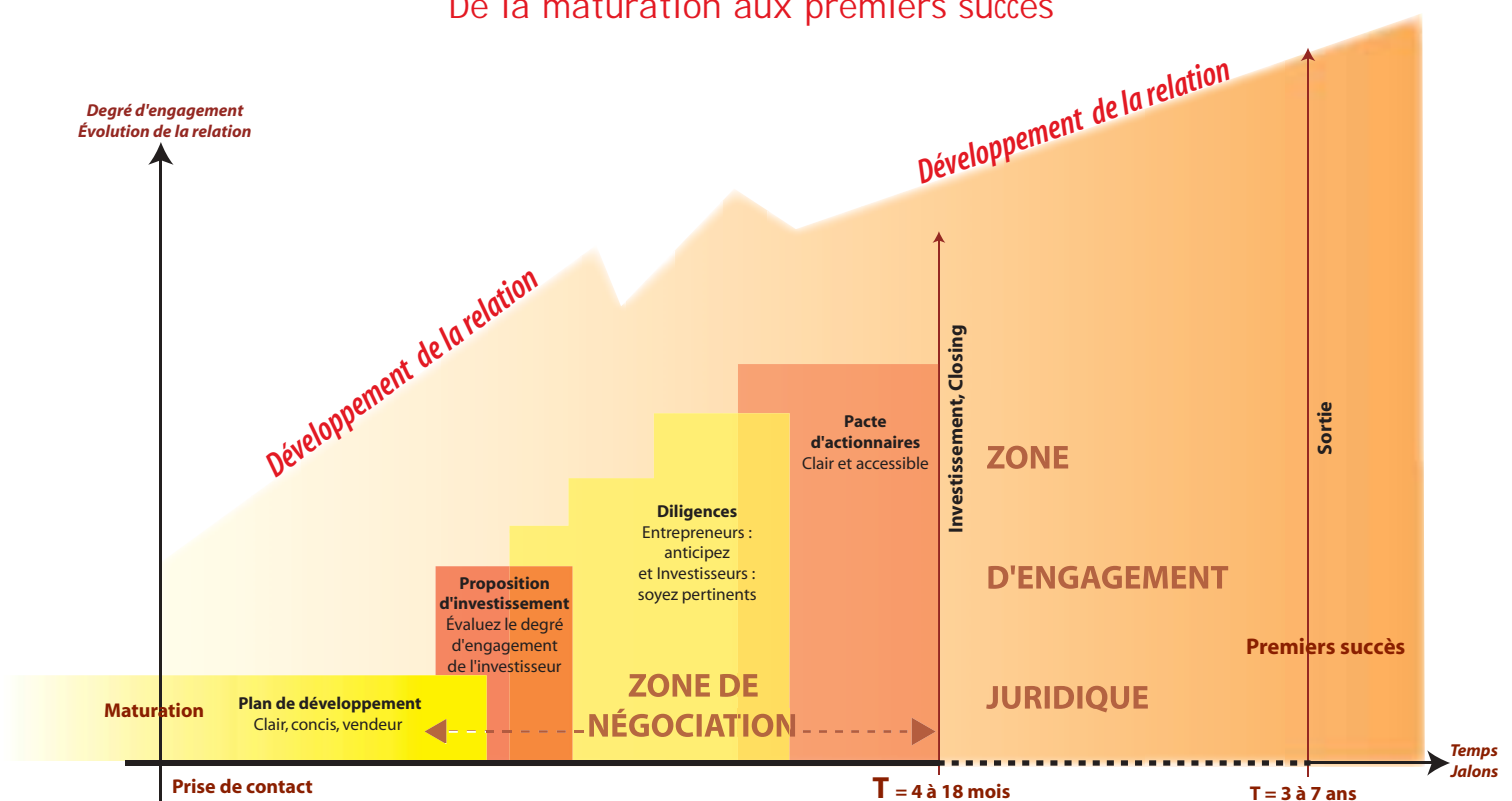 De la maturation aux premiers succès
Degré d'engagement
Évolution de la relation
Développement de la relation
Développement de la relation
Investissement, Closing
Sortie
Pacte
d'actionnaires
Clair et accessible
ZONE
D'ENGAGEMENT
JURIDIQUE
Diligences
Entrepreneurs :
anticipez
et Investisseurs :
soyez pertinents
Proposition
d'investissement
Évaluez le degré
d'engagement
de l'investisseur
Premiers succès
ZONE DE
NÉGOCIATION
Maturation
Plan de développement
Clair, concis, vendeur
Temps
Jalons
Prise de contact
T = 4 à 18 mois
T = 3 à 7 ans